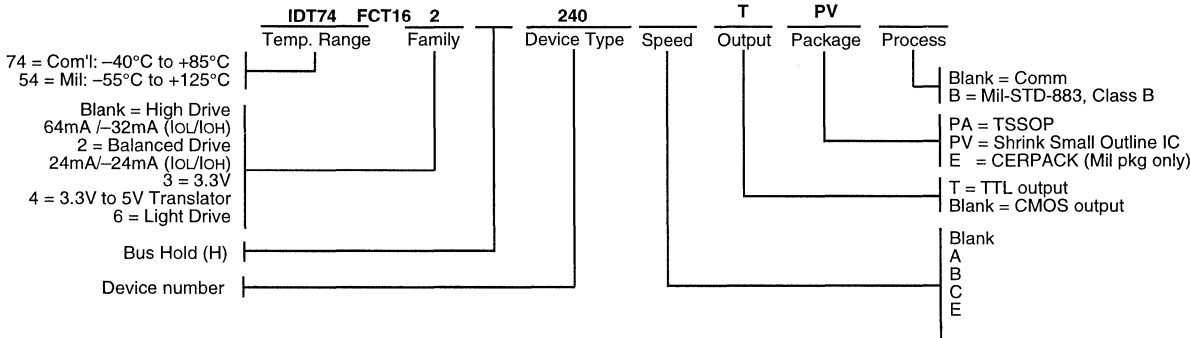 IDT74 FCT16 2 240 T PV
Temp. Range Family Device Type Speed Output Package Process
74 = Com'l: –40°C to +85°C
54 = Mil: –55°C to +125°C
Blank = High Drive
64mA /–32mA (IOL/IOH)
2 = Balanced Drive
24mA/–24mA (IOL/IOH)
3 = 3.3V
4 = 3.3V to 5V Translator
6 = Light Drive
Bus Hold (H)
Device number
Blank = Comm
B = Mil-STD-883, Class B
PA = TSSOP
PV = Shrink Small Outline IC
E = CERPACK (Mil pkg only)
T = TTL output
Blank = CMOS output
Blank
A
B
C
E